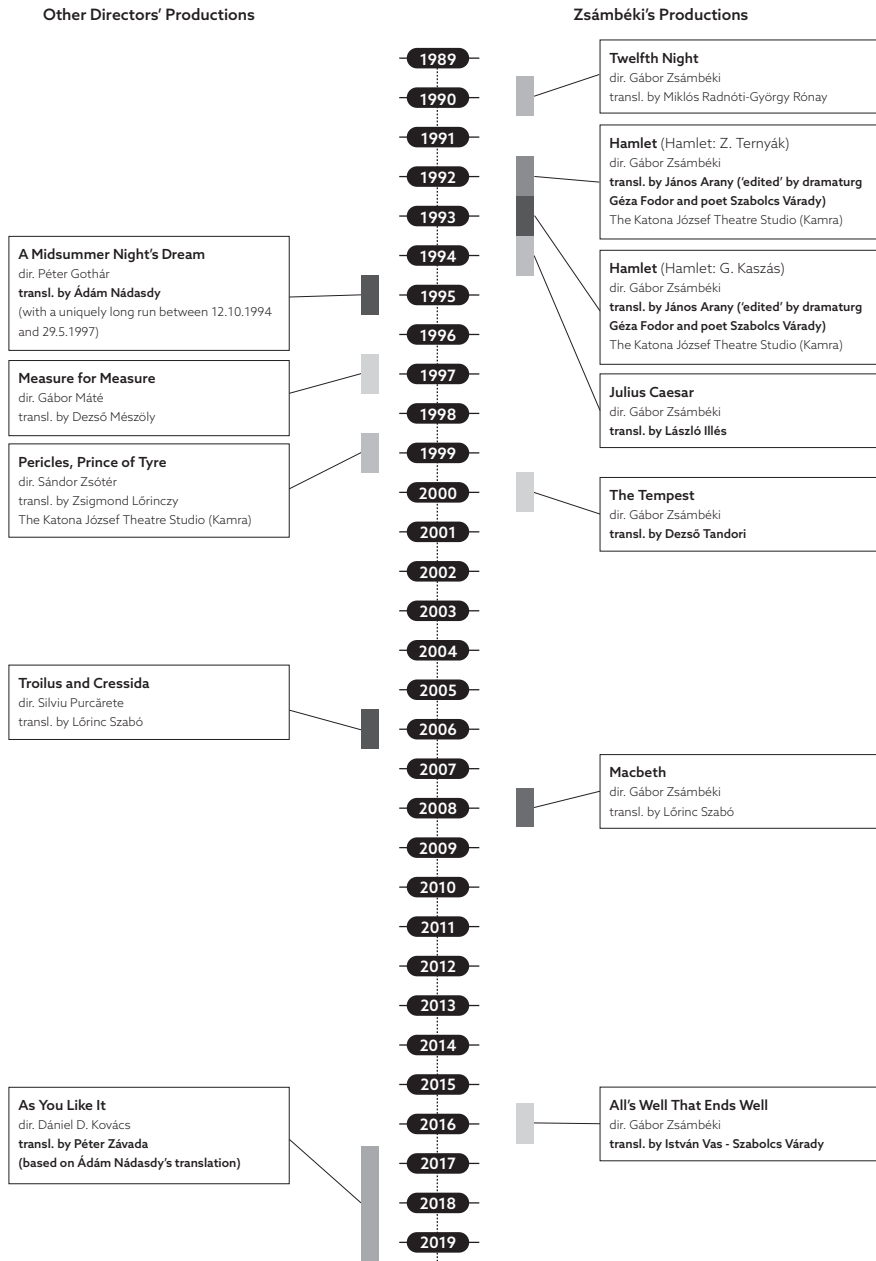 Other Directors’ Productions
Zsámbéki’s Productions
1989
1990
1991
1992
1993
1994
1995
1996
1997
1998
1999
2000
2001
2002
2003
2004
2005
2006
2007
2008
2009
2010
2011
2012
2013
2014
2015
2016
2017
2018
2019
A Midsummer Night’s Dream
dir. Péter Gothár
transl. by Ádám Nádasdy
(with a uniquely long run between 12.10.1994
and 29.5.1997)
Measure for Measure
dir. Gábor Máté
transl. by Dezső Mészöly
Pericles, Prince of Tyre
dir. Sándor Zsótér
transl. by Zsigmond Lőrinczy
The Katona József Theatre Studio (Kamra)
Troilus and Cressida
dir. Silviu Purcărete
transl. by Lőrinc Szabó
As You Like It
dir. Dániel D. Kovács
transl. by Péter Závada
(based on Ádám Nádasdy’s translation)
Twelfth Night
dir. Gábor Zsámbéki
transl. by Miklós Radnóti-György Rónay
Hamlet (Hamlet: Z. Ternyák)
dir. Gábor Zsámbéki
transl. by János Arany (‘edited’ by dramaturg
Géza Fodor and poet Szabolcs Várady)
The Katona József Theatre Studio (Kamra)
Hamlet (Hamlet: G. Kaszás)
dir. Gábor Zsámbéki
transl. by János Arany (‘edited’ by dramaturg
Géza Fodor and poet Szabolcs Várady)
The Katona József Theatre Studio (Kamra)
Julius Caesar
dir. Gábor Zsámbéki
transl. by László Illés
The Tempest
dir. Gábor Zsámbéki
transl. by Dezső Tandori
Macbeth
dir. Gábor Zsámbéki
transl. by Lőrinc Szabó
All’s Well That Ends Well
dir. Gábor Zsámbéki
transl. by István Vas - Szabolcs Várady